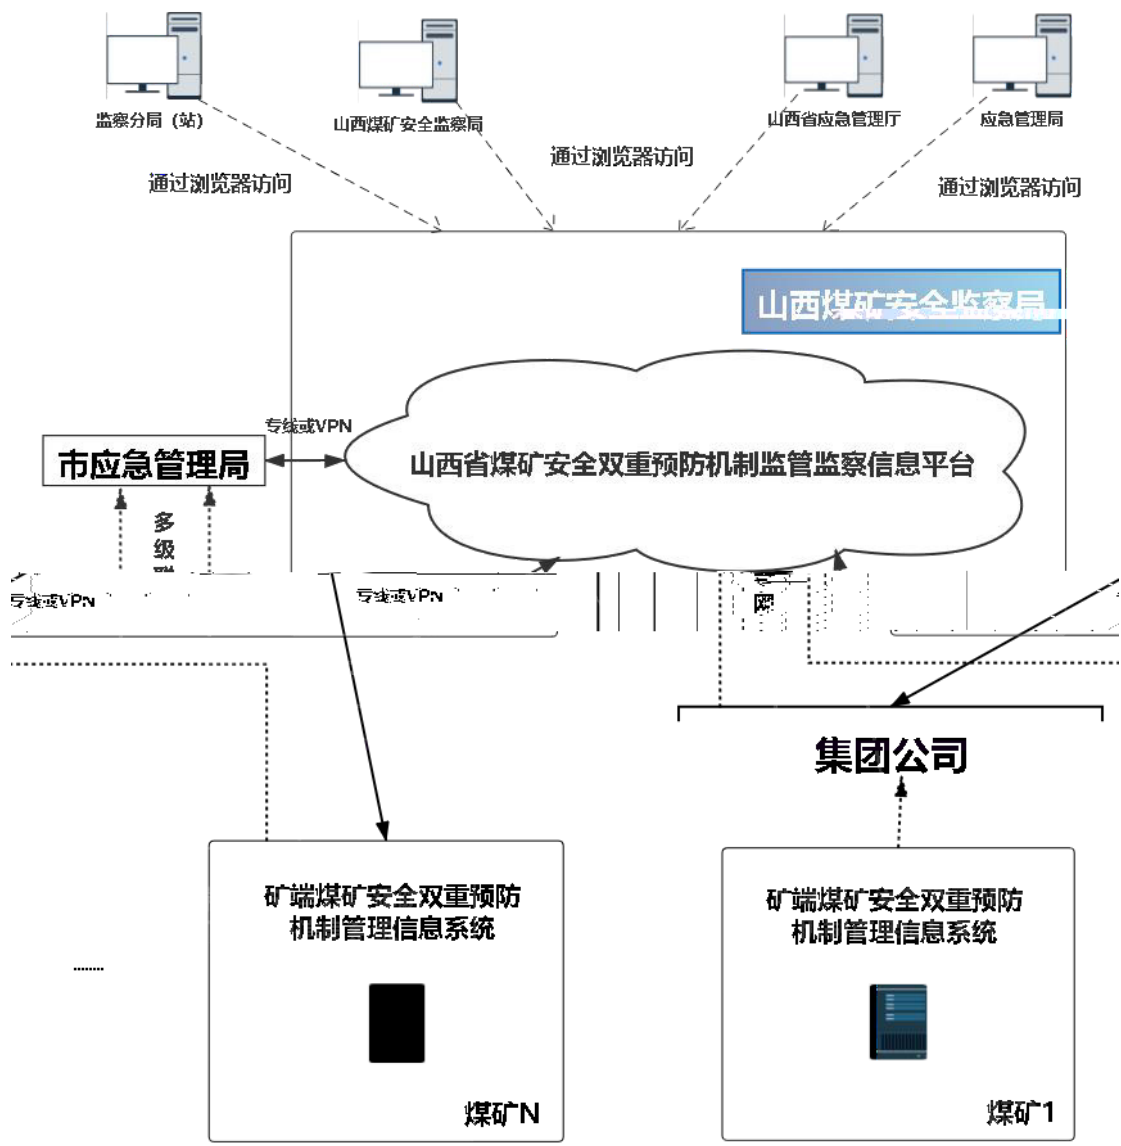 监察分局（站）
山西煤矿安全监察局
山西省应急管理厅
应急管理局
通过浏览器访问
通过浏览器访问
通过浏览器访问
山西煤矿安全监察局
专线或VPN
市应急管理局
山西省煤矿安全双重预防机制监管监察信息平台
多
级
专线或VPN
专线或VPN
网
集团公司
矿端煤矿安全双重预防
机制管理信息系统
矿端煤矿安全双重预防
机制管理信息系统
........
煤矿N
煤矿1